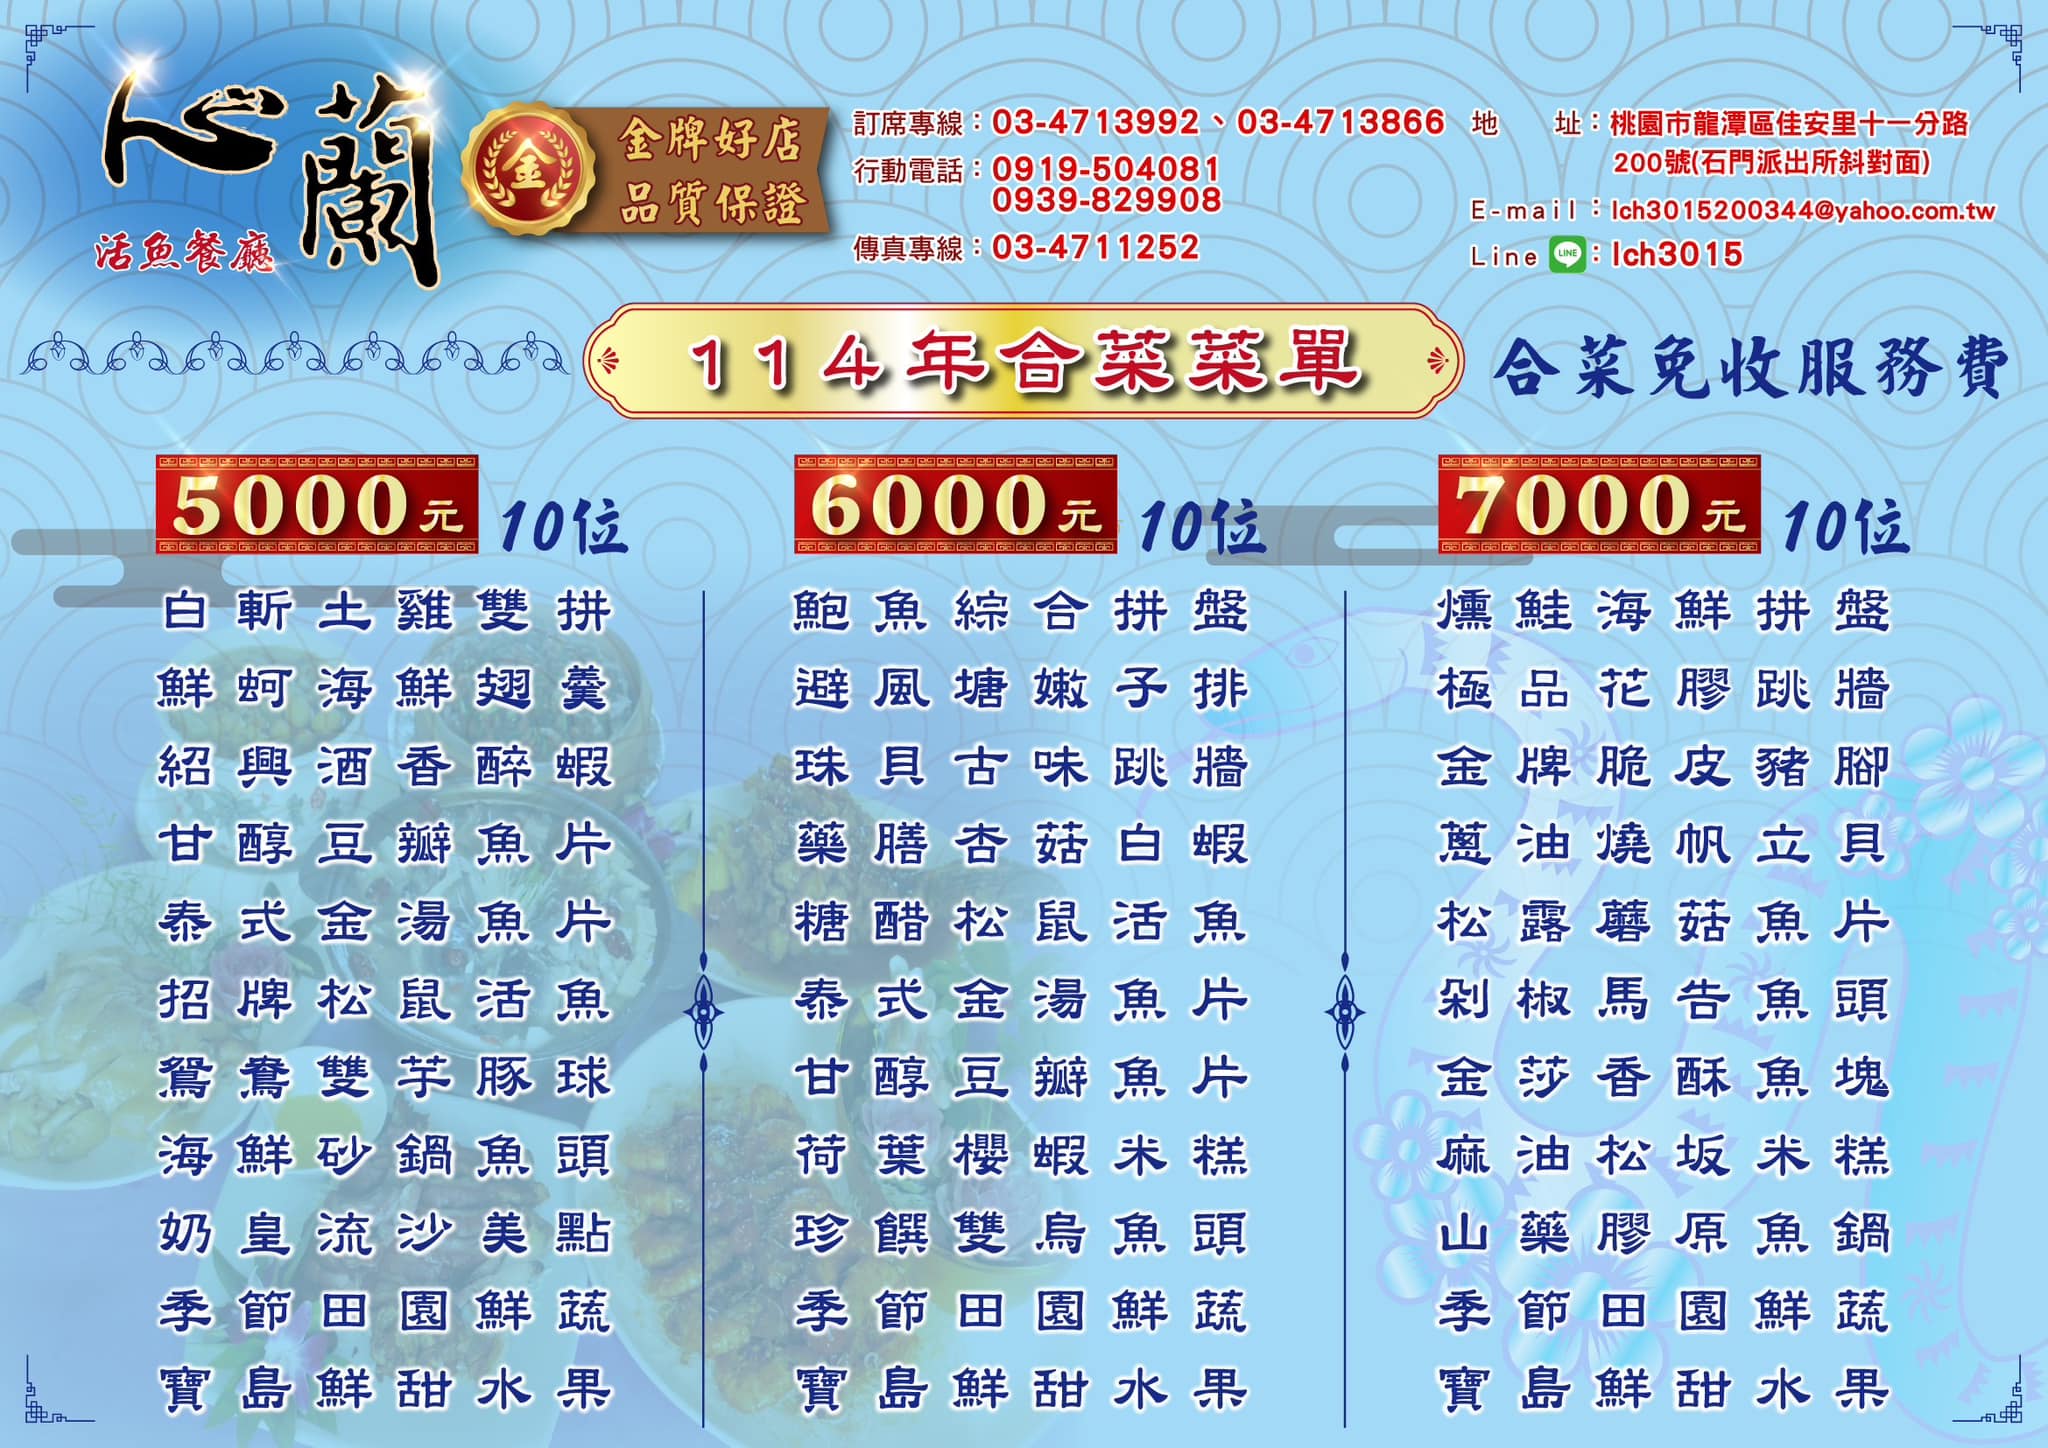 心蘭
活魚餐廳
金
金牌好店
品質保證
訂席專線：03-4713992、03-4713866
行動電話：0919-504081
0939-829908
傳真專線：03-4711252
地　址：桃園市龍潭區佳安里十一分路
200號(石門派出所斜對面)
E-mail：lch3015200344@yahoo.com.tw
Line LINE：lch3015
114年合菜菜單
合菜免收服務費
5000元 10位
白斬土雞雙拼
鮮蚵海鮮翅羹
紹興酒香醉蝦
甘醇豆瓣魚片
泰式金湯魚片
招牌松鼠活魚
鴛鴦雙芋豚球
海鮮砂鍋魚頭
奶皇流沙美點
季節田園鮮蔬
寶島鮮甜水果
6000元 10位
鮑魚綜合拼盤
避風塘嫩子排
珠貝古味跳牆
藥膳杏菇白蝦
糖醋松鼠活魚
泰式金湯魚片
甘醇豆瓣魚片
荷葉櫻蝦米糕
珍饌雙烏魚頭
季節田園鮮蔬
寶島鮮甜水果
7000元 10位
燻鮭海鮮拼盤
極品花膠跳牆
金牌脆皮豬腳
蔥油燒帆立貝
松露蘑菇魚片
剁椒馬告魚頭
金莎香酥魚塊
麻油松坂米糕
山藥膠原魚鍋
季節田園鮮蔬
寶島鮮甜水果